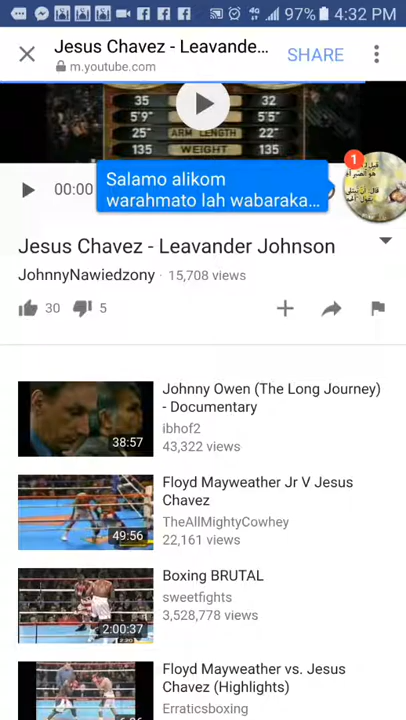 97% 4:32 PM
Jesus Chavez - Leavande...
SHARE
m.youtube.com
35 32
5'9" 5'
25" ARM LENGTH 22"
135 WEIGHT 135
1
Salamo alikom
warahmato lah wabaraka...
00:00
Jesus Chavez - Leavander Johnson
JohnnyNawiedzony · 15,708 views
30 5
Johnny Owen (The Long Journey)
- Documentary
ibhof2
43,322 views
38:57
Floyd Mayweather Jr V Jesus
Chavez
TheAllMightyCowhey
22,161 views
49:56
Boxing BRUTAL
sweetfights
3,528,778 views
2:00:37
Floyd Mayweather vs. Jesus
Chavez (Highlights)
Erraticsboxing